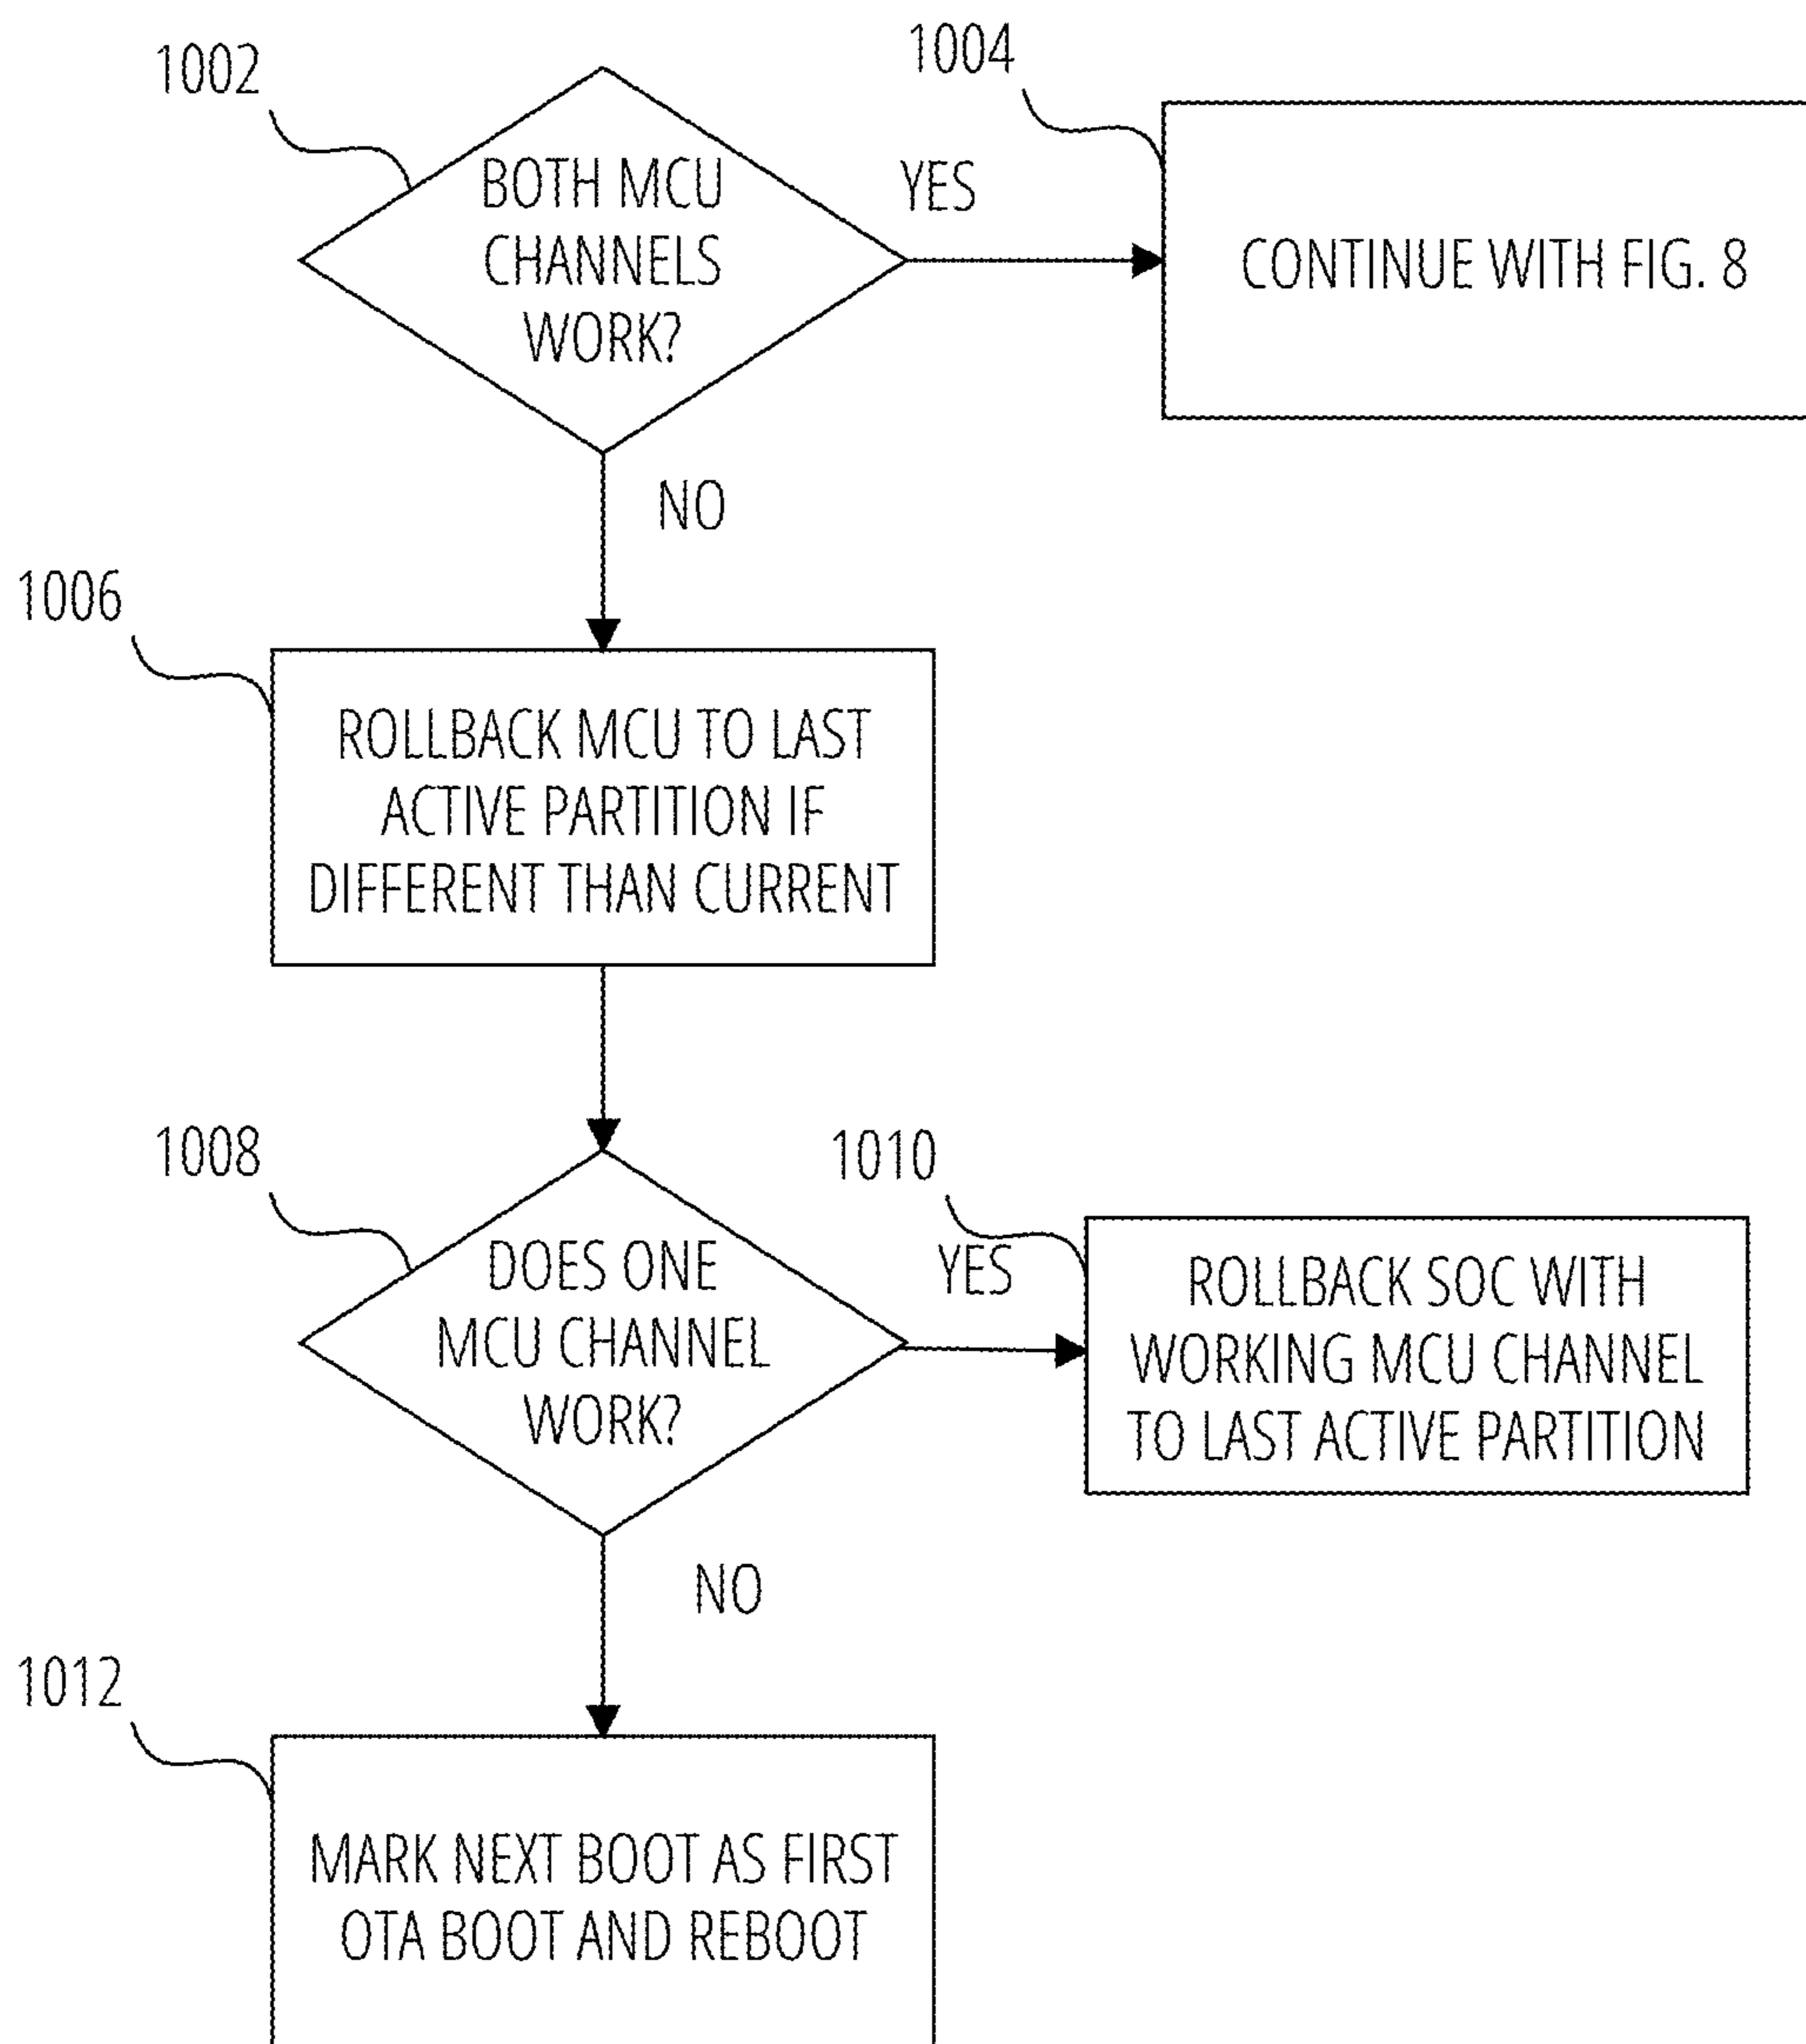 1002
BOTH MCU
CHANNELS
WORK?
YES
1004
CONTINUE WITH FIG. 8
NO
1006
ROLLBACK MCU TO LAST
ACTIVE PARTITION IF
DIFFERENT THAN CURRENT
1008
DOES ONE
MCU CHANNEL
WORK?
YES
1010
ROLLBACK SOC WITH
WORKING MCU CHANNEL
TO LAST ACTIVE PARTITION
NO
1012
MARK NEXT BOOT AS FIRST
OTA BOOT AND REBOOT